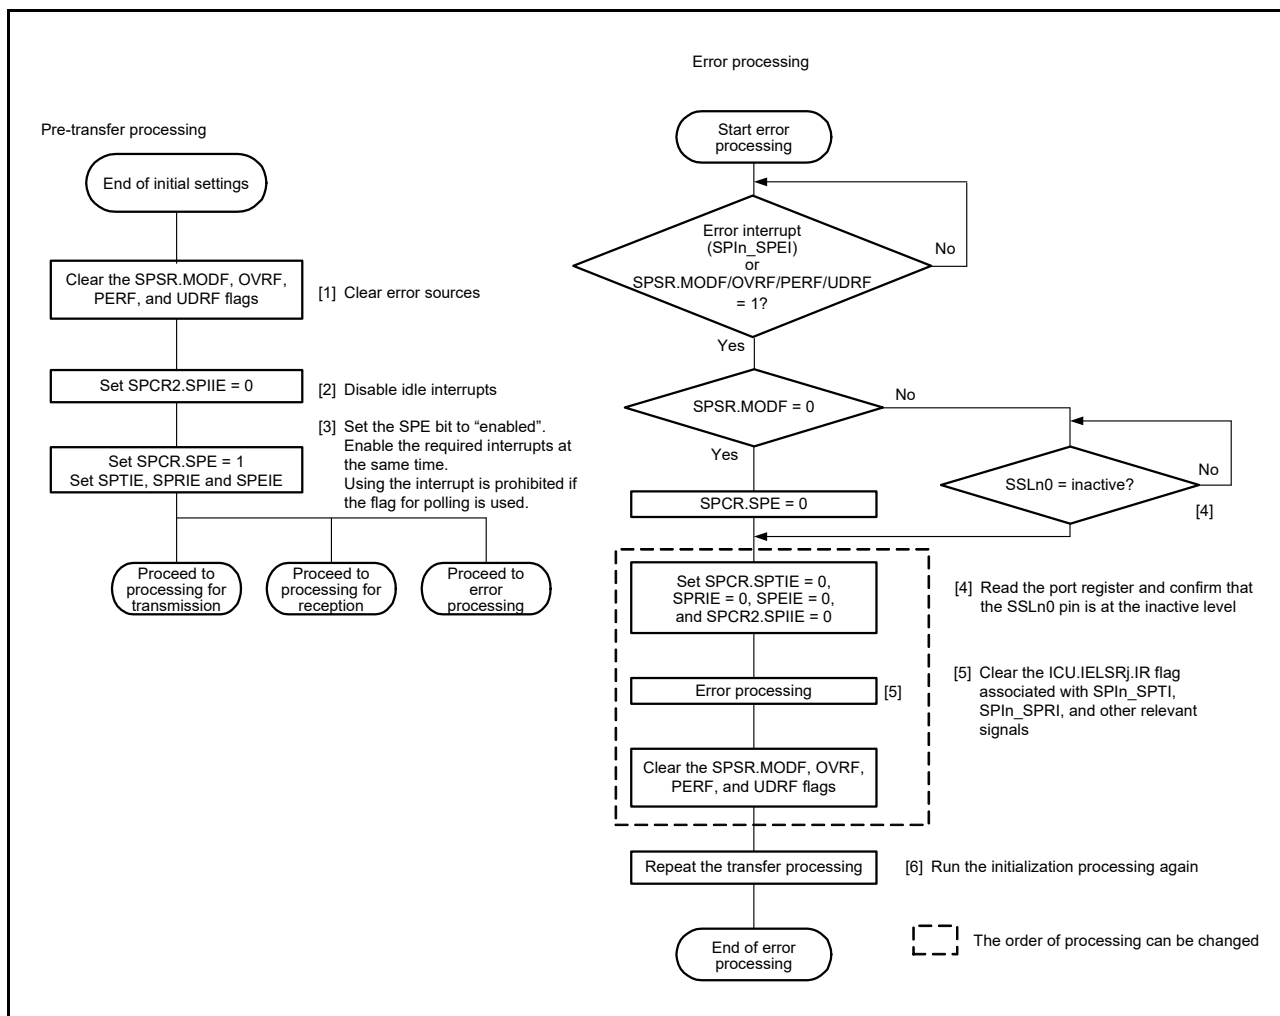 Pre-transfer processing
End of initial settings
Clear the SPSR.MODF, OVRF,
PERF, and UDRF flags
[1] Clear error sources
Set SPCR2.SPIIE = 0
[2] Disable idle interrupts
Set SPCR.SPE = 1
Set SPTIE, SPRIE and SPEIE
[3] Set the SPE bit to “enabled”.
Enable the required interrupts at
the same time.
Using the interrupt is prohibited if
the flag for polling is used.
Proceed to
processing for
transmission
Proceed to
processing for
reception
Proceed to
error
processing
Error processing
Start error
processing
Error interrupt
(SPIn_SPEI)
or
SPSR.MODF/OVRF/PERF/UDRF
= 1?
No
Yes
SPSR.MODF = 0
No
Yes
SSLn0 = inactive?
No
[4]
SPCR.SPE = 0
Set SPCR.SPTIE = 0,
SPRIE = 0, SPEIE = 0,
and SPCR2.SPIIE = 0
[4] Read the port register and confirm that
the SSLn0 pin is at the inactive level
Error processing
[5]
[5] Clear the ICU.IELSRj.IR flag
associated with SPIn_SPTI,
SPIn_SPRI, and other relevant
signals
Clear the SPSR.MODF, OVRF,
PERF, and UDRF flags
Repeat the transfer processing
[6] Run the initialization processing again
End of error
processing
The order of processing can be changed